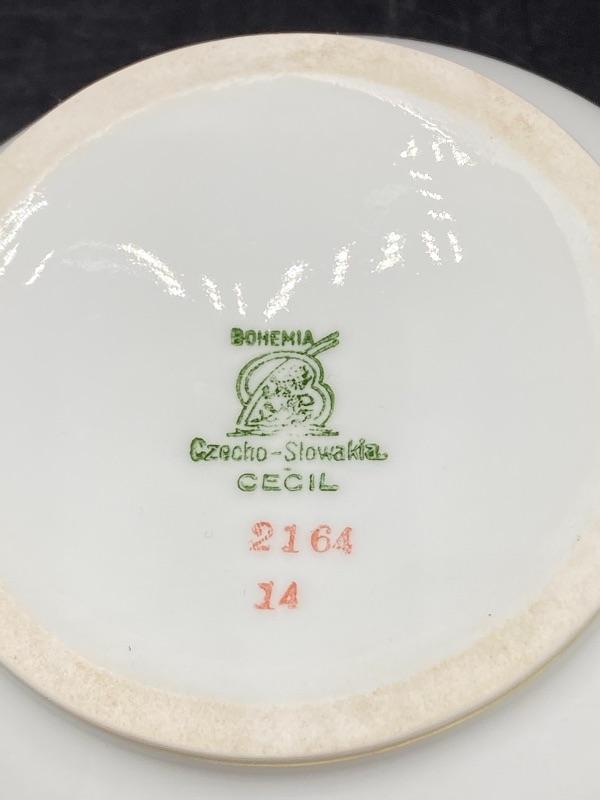 BOHEMIA
Czecho-Slowakia
CECIL
2164
14